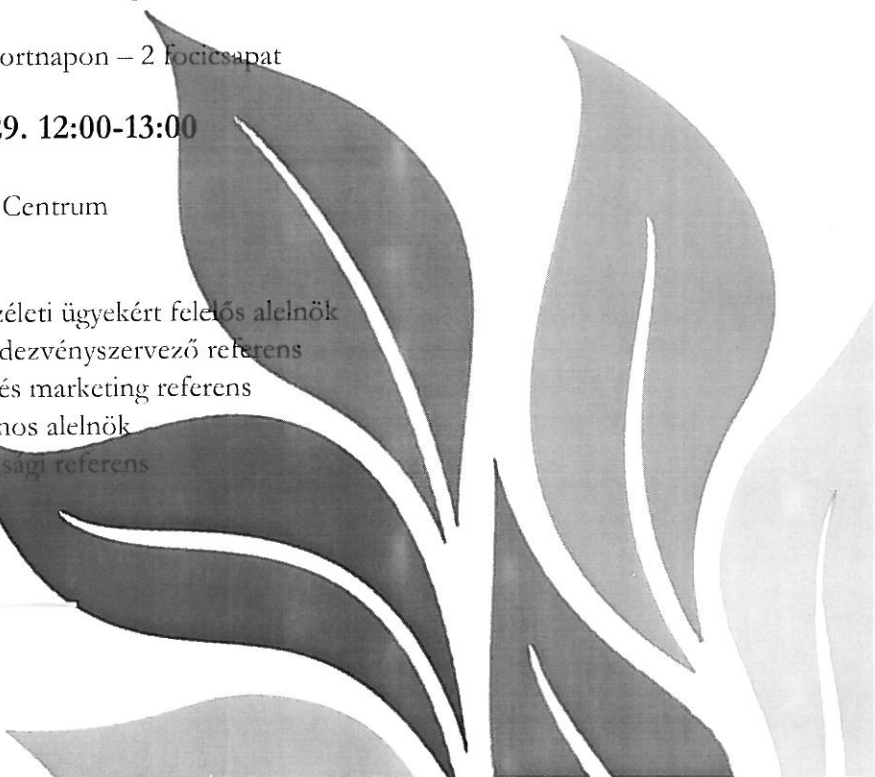 ortnapon – 2 focicsapat
29. 12:00-13:00
Centrum
zéleti ügyekért felelős alelnök
dezvényszervező referens
és marketing referens
nos alelnök
sági referens